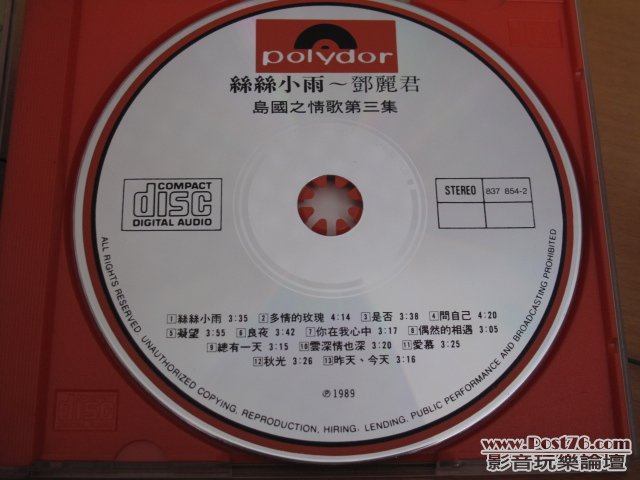 polydor
絲絲小雨～鄧麗君
島國之情歌第三集
COMPACT
disc
DIGITAL AUDIO
STEREO 837 854-2
1 絲絲小雨 3:35 2 多情的玫瑰 4:14 3 是否 3:38 4 問自己 4:20
5 凝望 3:55 6 良夜 3:42 7 你在我心中 3:17 8 偶然的相遇 3:05
9 總有一天 3:15 10 雲深情也深 3:20 11 愛慕 3:25
12 秋光 3:26 13 昨天、今天 3:16
℗1989
ALL RIGHTS RESERVED. UNAUTHORIZED COPYING, REPRODUCTION, HIRING, LENDING, PUBLIC PERFORMANCE AND BROADCASTING PROHIBITED
COMPACT
disc
www.Post76.com
影音玩樂論壇